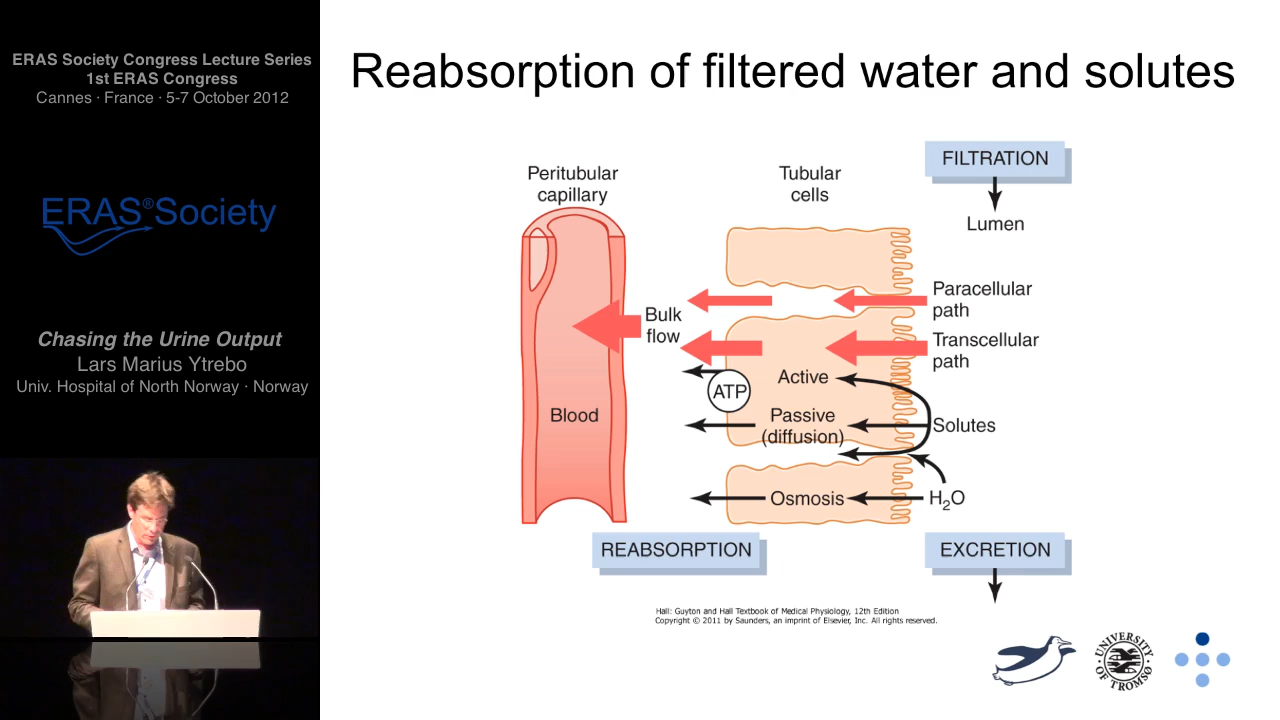 ERAS Society Congress Lecture Series
1st ERAS Congress
Cannes · France · 5-7 October 2012
ERAS®Society
Chasing the Urine Output
Lars Marius Ytrebo
Univ. Hospital of North Norway · Norway
Reabsorption of filtered water and solutes
Peritubular
capillary
Tubular
cells
FILTRATION
Lumen
Paracellular
path
Bulk
flow
Transcellular
path
Active
ATP
Blood
Passive
(diffusion)
Solutes
Osmosis
H₂O
REABSORPTION
EXCRETION
Hall: Guyton and Hall Textbook of Medical Physiology, 12th Edition
Copyright © 2011 by Saunders, an imprint of Elsevier, Inc. All rights reserved.
UNIVERSITY
OF TROMSØ